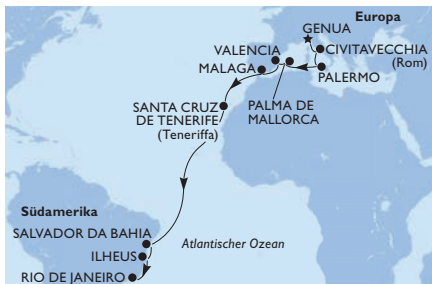 Europa
GENUA
VALENCIA
CIVITAVECCHIA
(Rom)
MALAGA
PALERMO
PALMA DE
MALLORCA
SANTA CRUZ
DE TENERIFE
(Teneriffa)
Südamerika
SALVADOR DA BAHIA
Atlantischer Ozean
ILHEUS
RIO DE JANEIRO